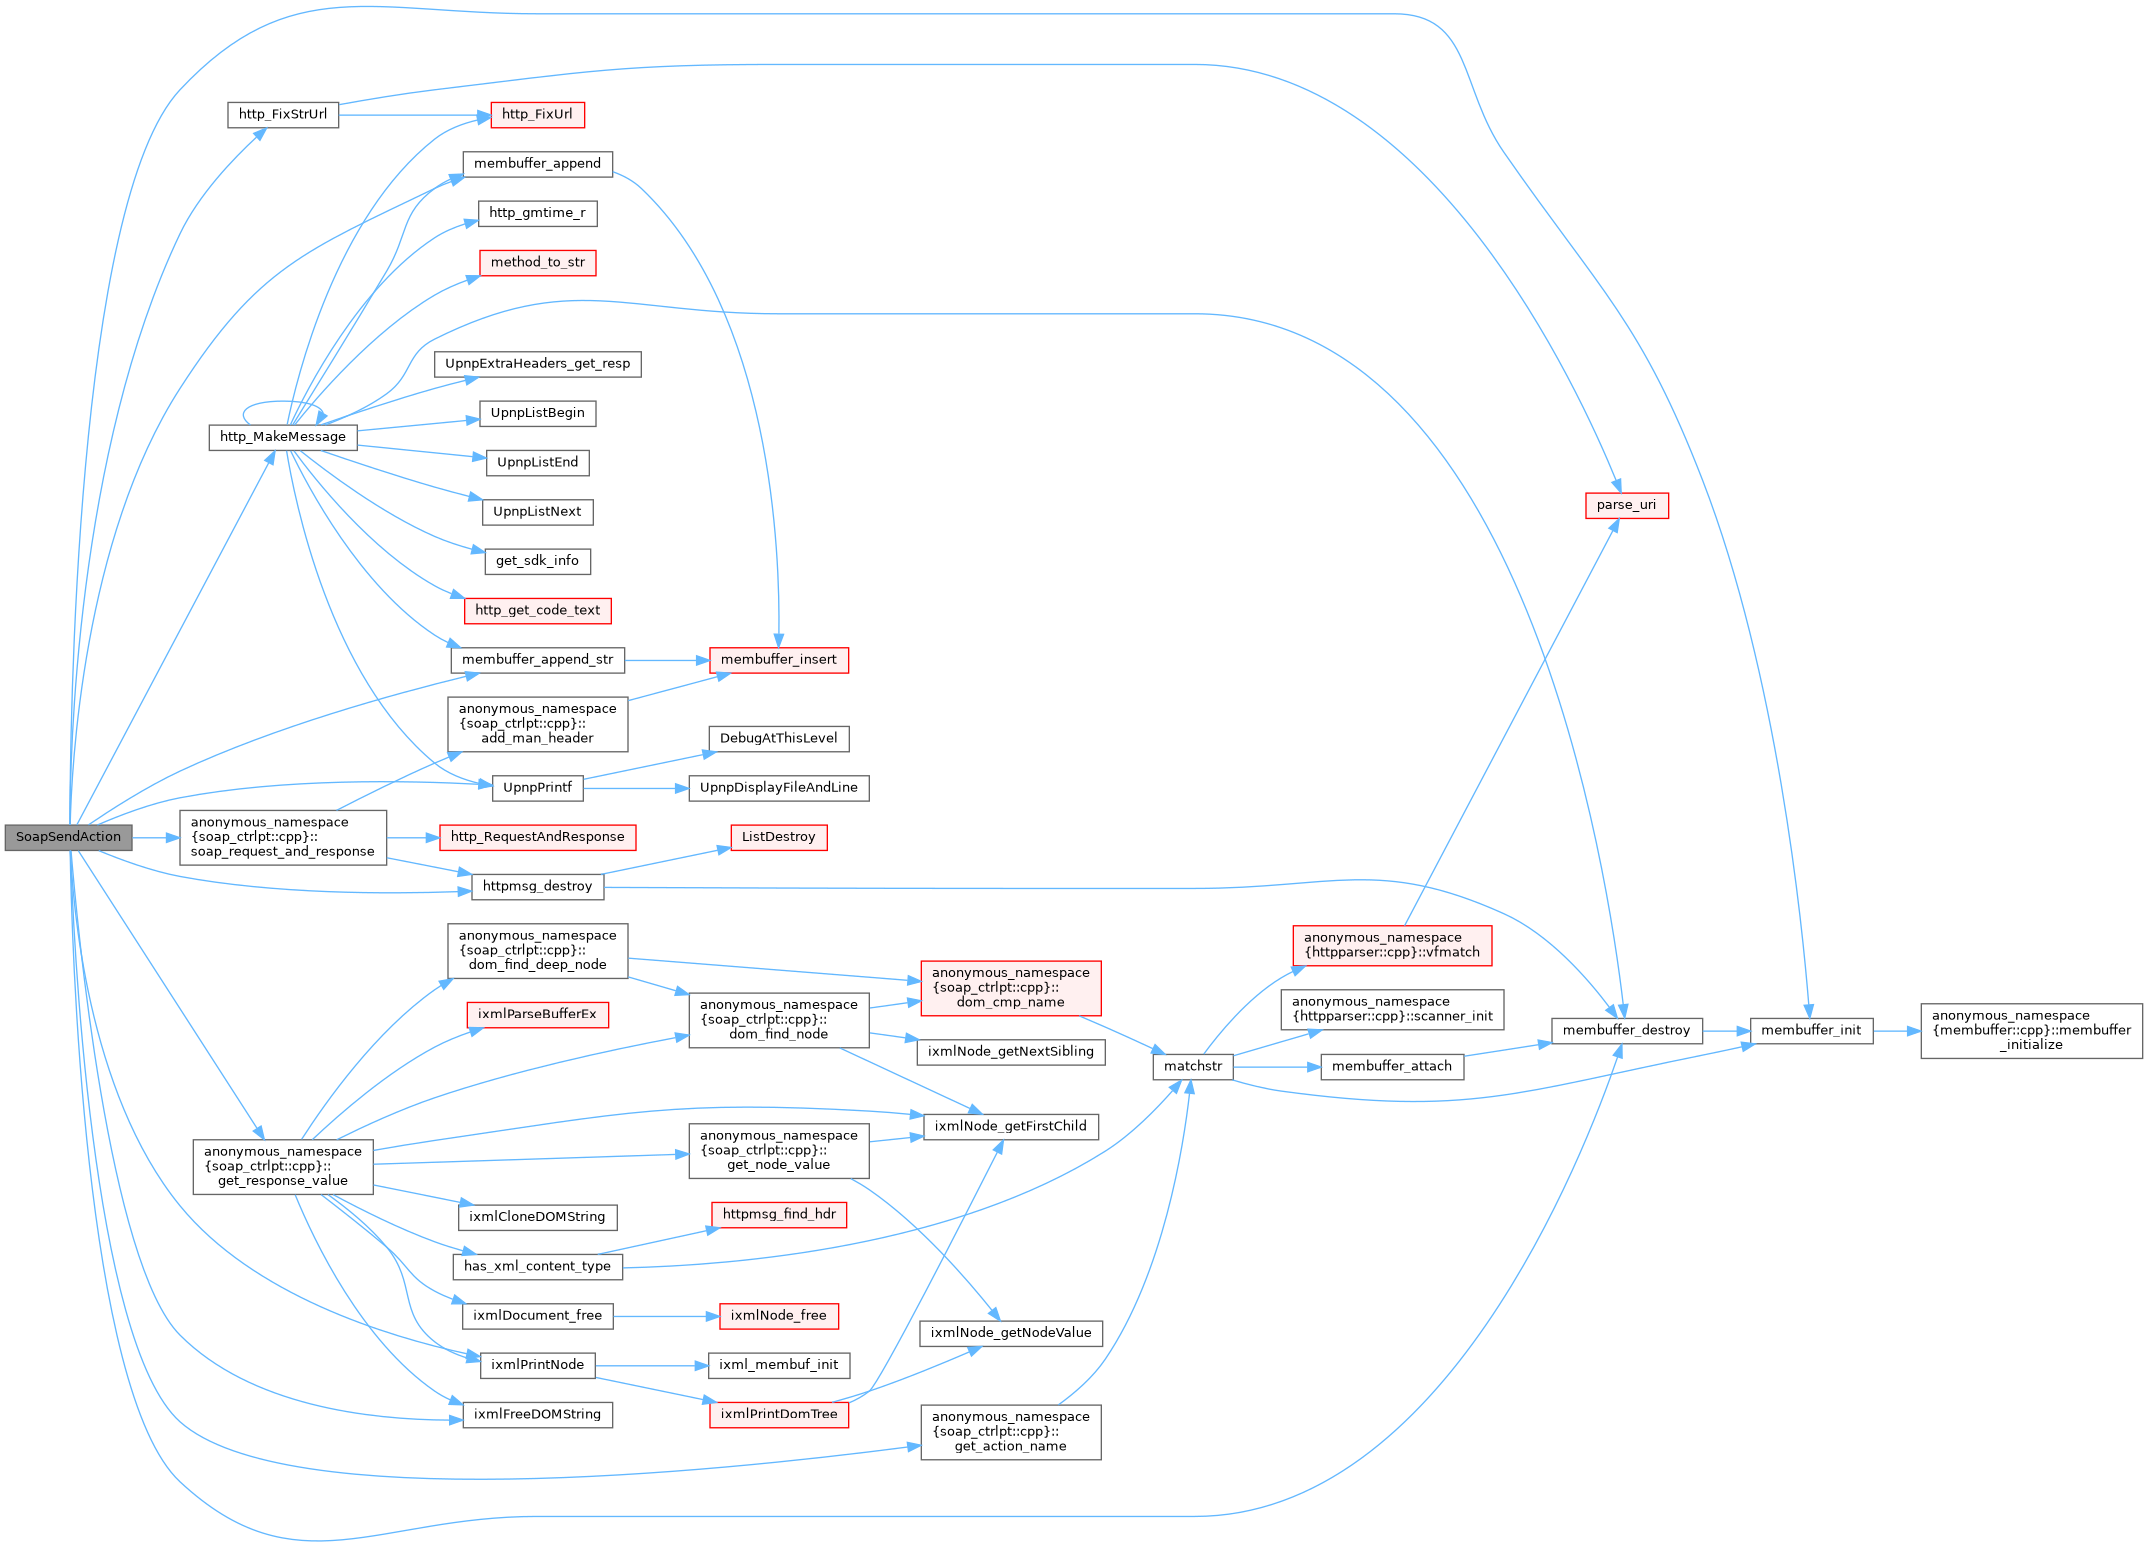 http_FixStrUrl
http_FixUrl
membuffer_append
http_gmtime_r
method_to_str
UpnpExtraHeaders_get_resp
UpnpListBegin
http_MakeMessage
UpnpListEnd
UpnpListNext
parse_uri
get_sdk_info
http_get_code_text
membuffer_append_str
membuffer_insert
anonymous_namespace
{soap_ctrlpt::cpp}::
add_man_header
DebugAtThisLevel
UpnpPrintf
UpnpDisplayFileAndLine
SoapSendAction
anonymous_namespace
{soap_ctrlpt::cpp}::
soap_request_and_response
http_RequestAndResponse
ListDestroy
httpmsg_destroy
anonymous_namespace
{soap_ctrlpt::cpp}::
dom_find_deep_node
anonymous_namespace
{httpparser::cpp}::vfmatch
anonymous_namespace
{soap_ctrlpt::cpp}::
dom_cmp_name
ixmlParseBufferEx
anonymous_namespace
{soap_ctrlpt::cpp}::
dom_find_node
anonymous_namespace
{httpparser::cpp}::scanner_init
membuffer_destroy
membuffer_init
anonymous_namespace
{membuffer::cpp}::membuffer
_initialize
ixmlNode_getNextSibling
matchstr
membuffer_attach
ixmlNode_getFirstChild
anonymous_namespace
{soap_ctrlpt::cpp}::
get_node_value
anonymous_namespace
{soap_ctrlpt::cpp}::
get_response_value
ixmlCloneDOMString
httpmsg_find_hdr
has_xml_content_type
ixmlDocument_free
ixmlNode_free
ixmlNode_getNodeValue
ixmlPrintNode
ixml_membuf_init
ixmlFreeDOMString
ixmlPrintDomTree
anonymous_namespace
{soap_ctrlpt::cpp}::
get_action_name